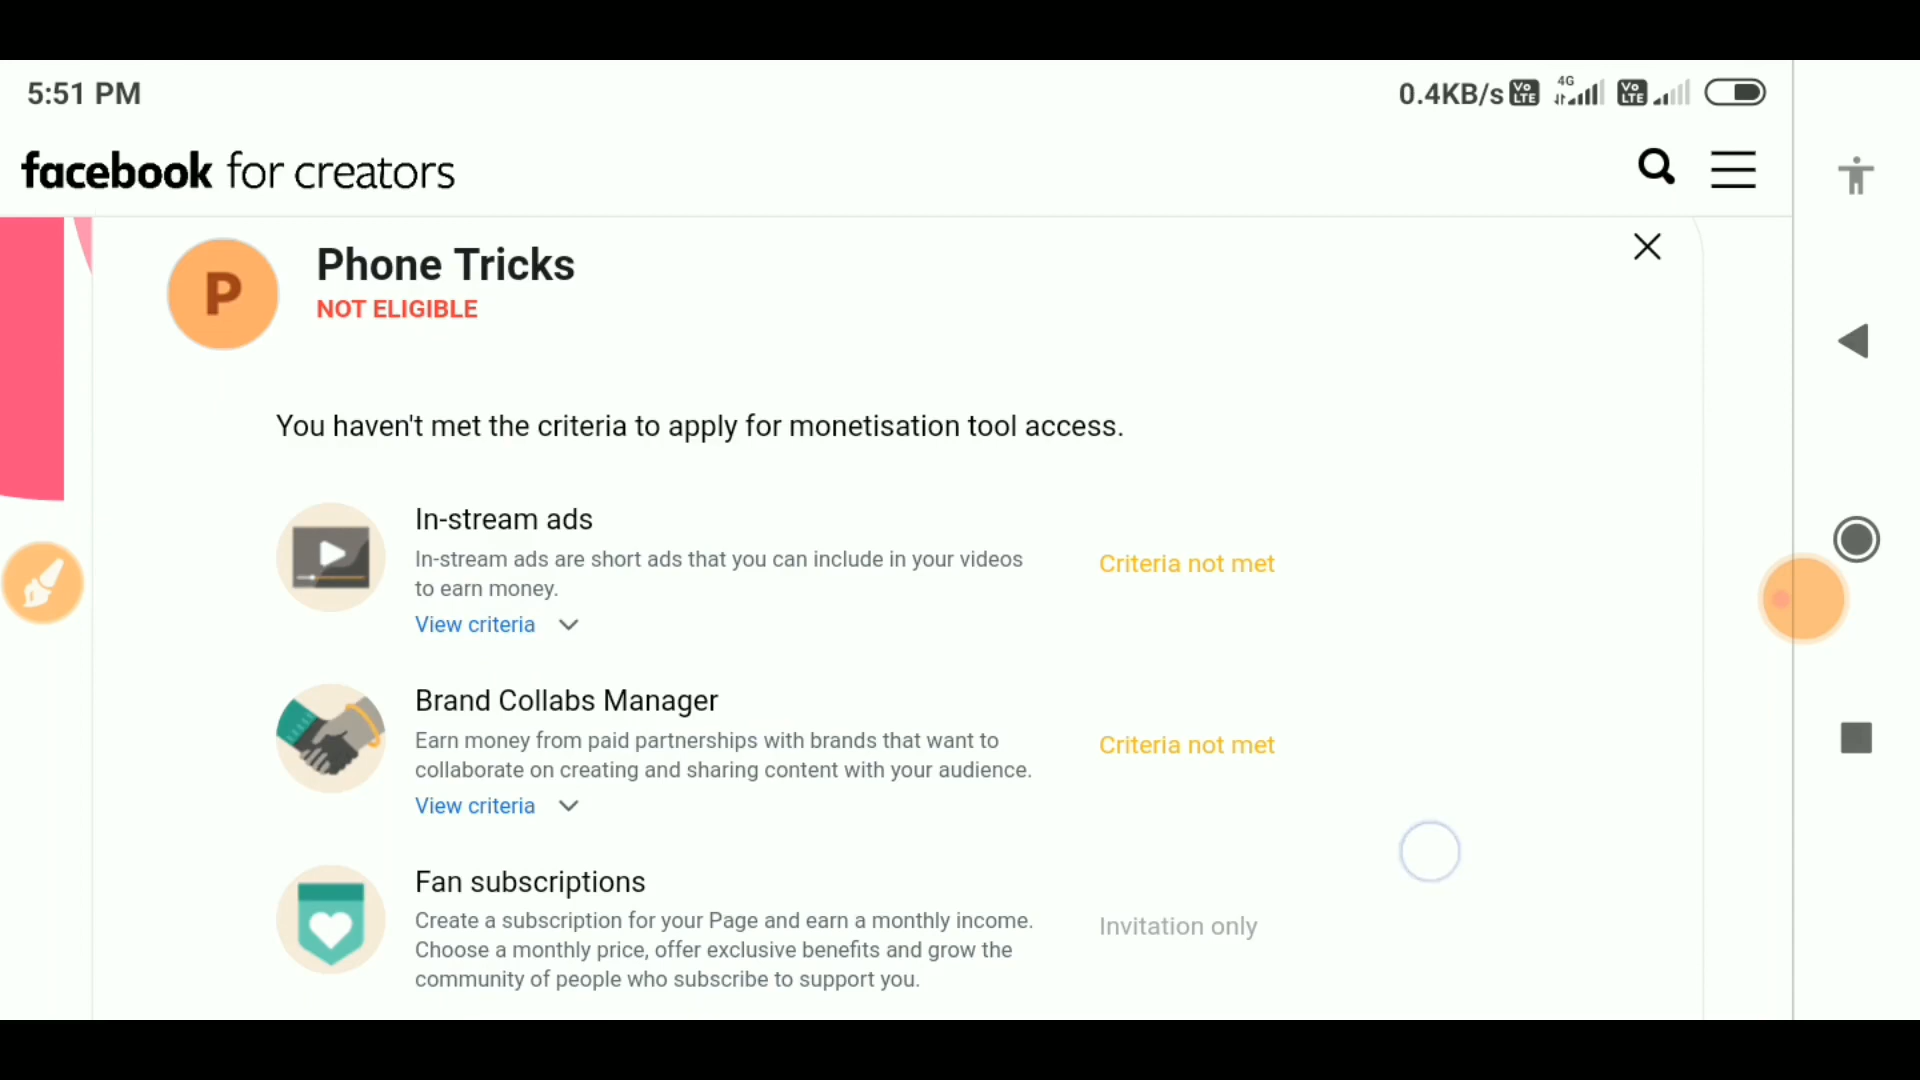 5:51 PM
0.4KB/s Vo LTE 4G Vo LTE
facebook for creators
P
Phone Tricks
NOT ELIGIBLE
You haven't met the criteria to apply for monetisation tool access.
In-stream ads
In-stream ads are short ads that you can include in your videos
to earn money.
Criteria not met
View criteria
Brand Collabs Manager
Earn money from paid partnerships with brands that want to
collaborate on creating and sharing content with your audience.
Criteria not met
View criteria
Fan subscriptions
Create a subscription for your Page and earn a monthly income.
Choose a monthly price, offer exclusive benefits and grow the
community of people who subscribe to support you.
Invitation only